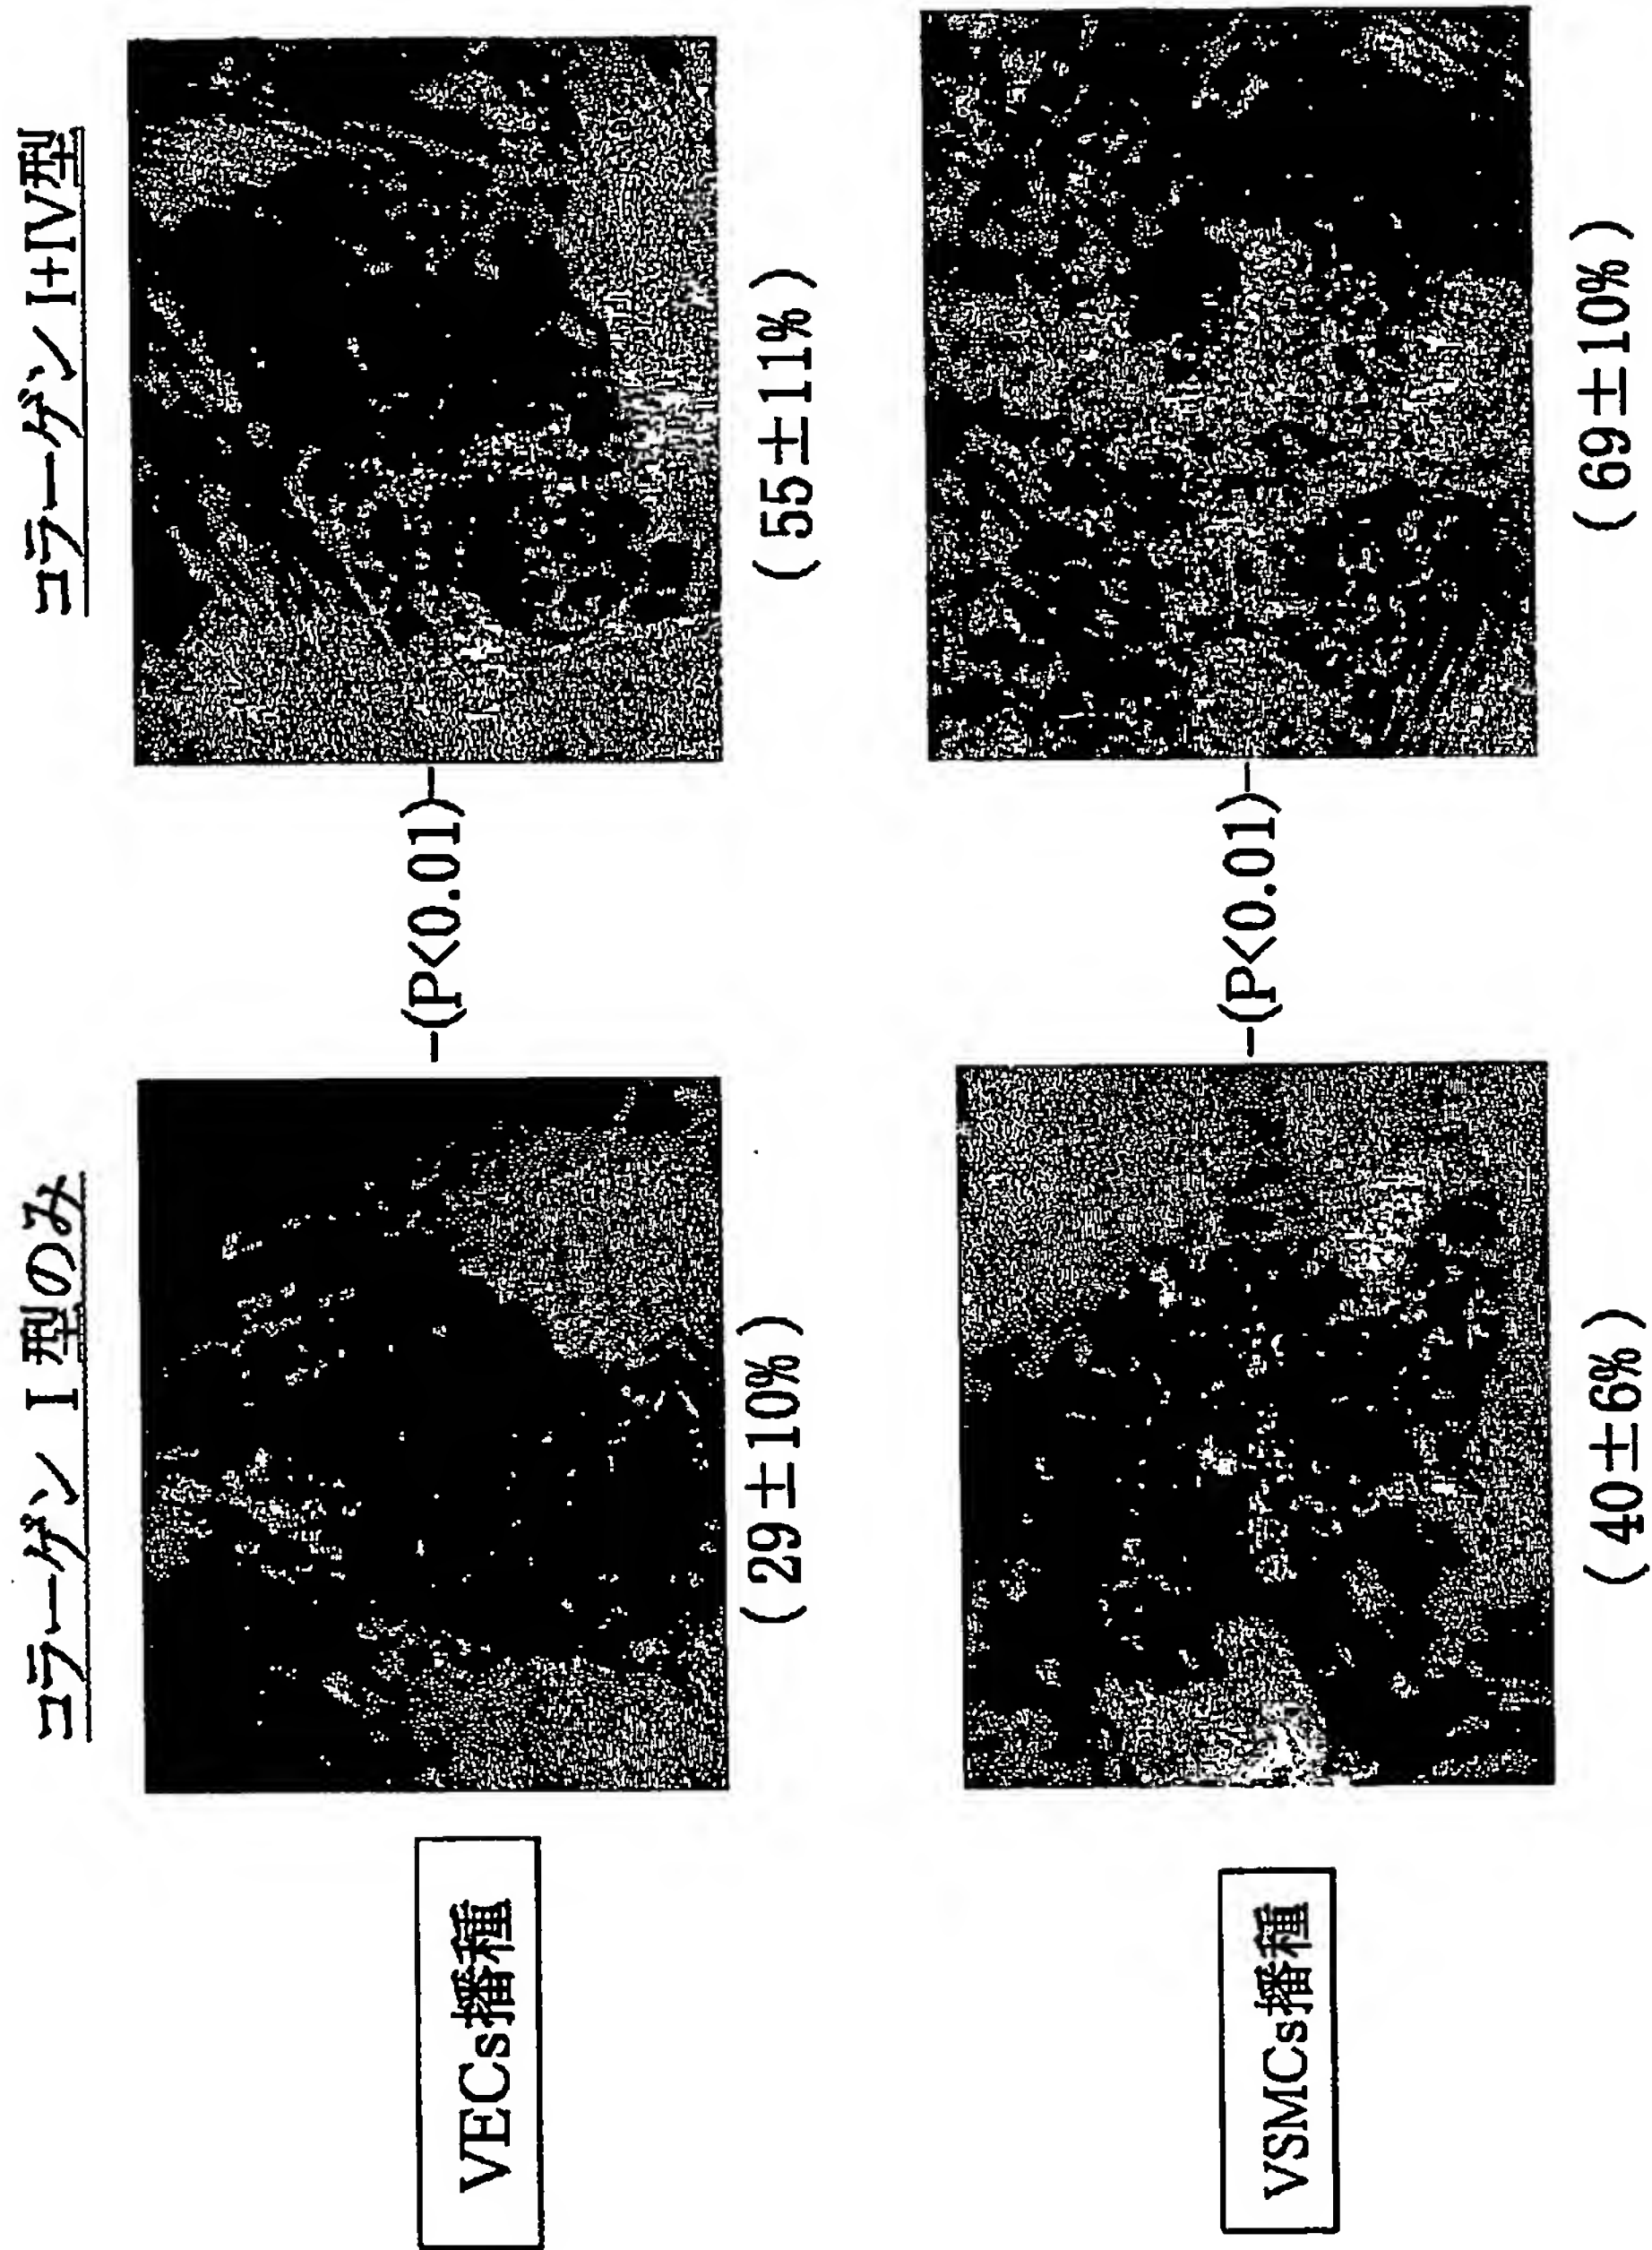 コラーゲン I 型のみ
コラーゲン I+IV型
VECs播種
-(P<0.01)-
(29±10%)
(55±11%)
VSMCs播種
-(P<0.01)-
(40±6%)
(69±10%)